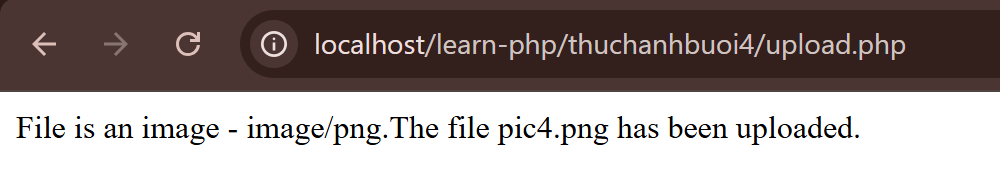 localhost/learn-php/thuchanhbuoi4/upload.php
File is an image - image/png.The file pic4.png has been uploaded.